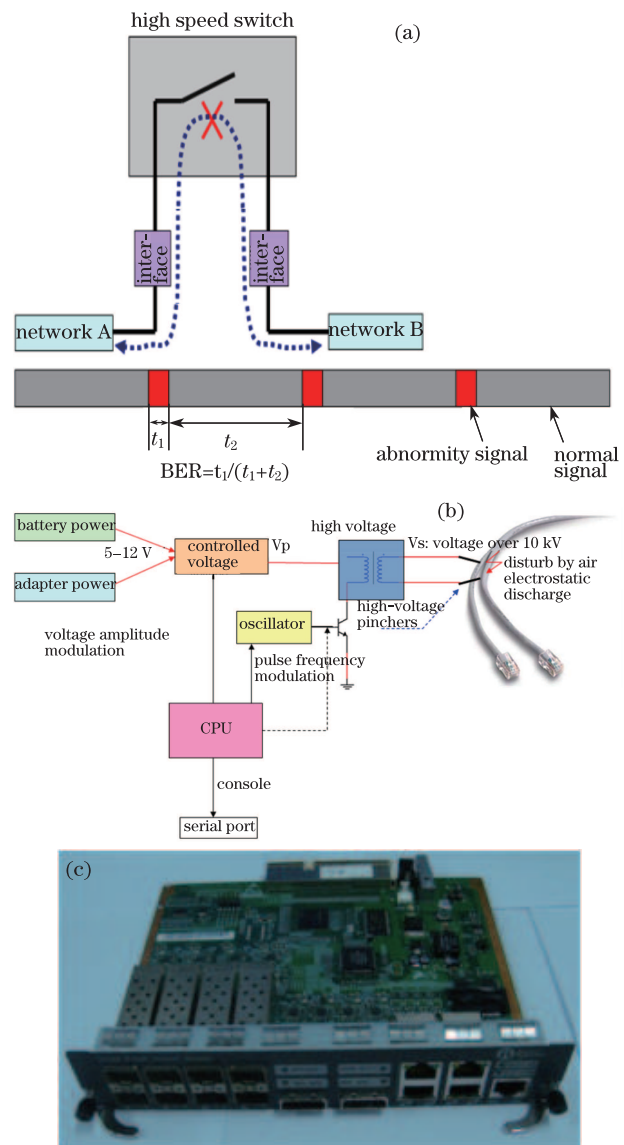 high speed switch
(a)
inter-
face
inter-
face
network A
network B
t₁
t₂
abnormity signal
normal
signal
BER=t₁/(t₁+t₂)
(b)
battery power
5–12 V
adapter power
controlled
voltage
Vp
high voltage
Vs: voltage over 10 kV
disturb by air
electrostatic
discharge
high-voltage
pinchers
voltage amplitude
modulation
oscillator
pulse frequency
modulation
CPU
console
serial port
(c)